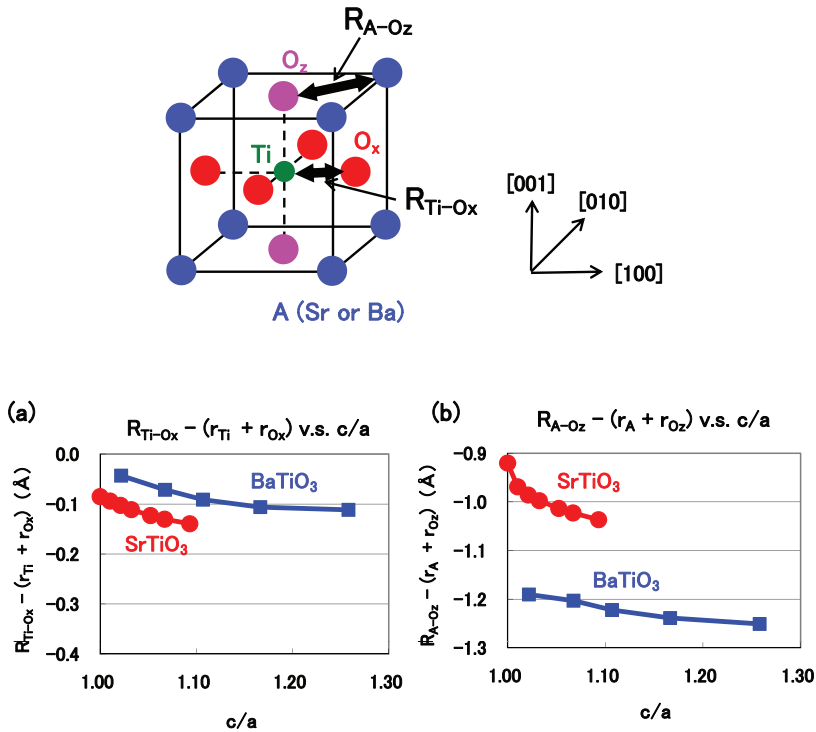 R_A–Oz
O_z
Ti
O_x
R_Ti–Ox
[001]
[010]
[100]
A (Sr or Ba)
(a)
R_Ti–Ox – (r_Ti + r_Ox) v.s. c/a
R_Ti–Ox – (r_Ti + r_Ox) (Å)
0.0
–0.1
–0.2
–0.3
–0.4
BaTiO₃
SrTiO₃
1.00 1.10 1.20 1.30
c/a
(b)
R_A–Oz – (r_A + r_Oz) v.s. c/a
R_A–Oz – (r_A + r_Oz) (Å)
–0.9
–1.0
–1.1
–1.2
–1.3
SrTiO₃
BaTiO₃
1.00 1.10 1.20 1.30
c/a